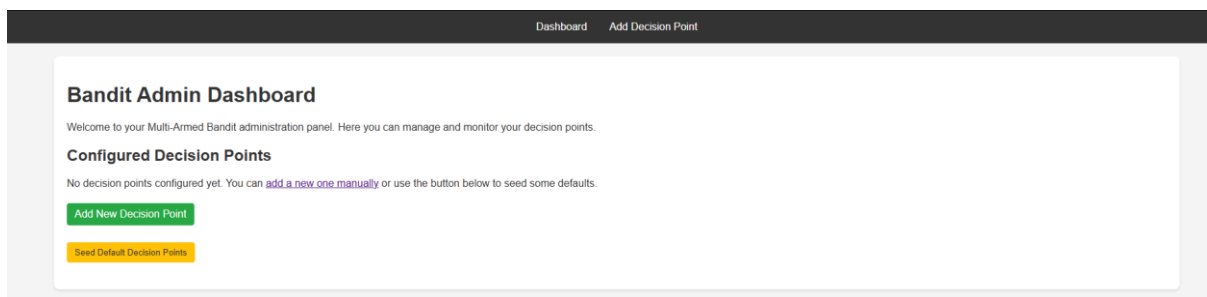 Dashboard Add Decision Point
Bandit Admin Dashboard
Welcome to your Multi-Armed Bandit administration panel. Here you can manage and monitor your decision points.
Configured Decision Points
No decision points configured yet. You can add a new one manually or use the button below to seed some defaults.
Add New Decision Point
Seed Default Decision Points